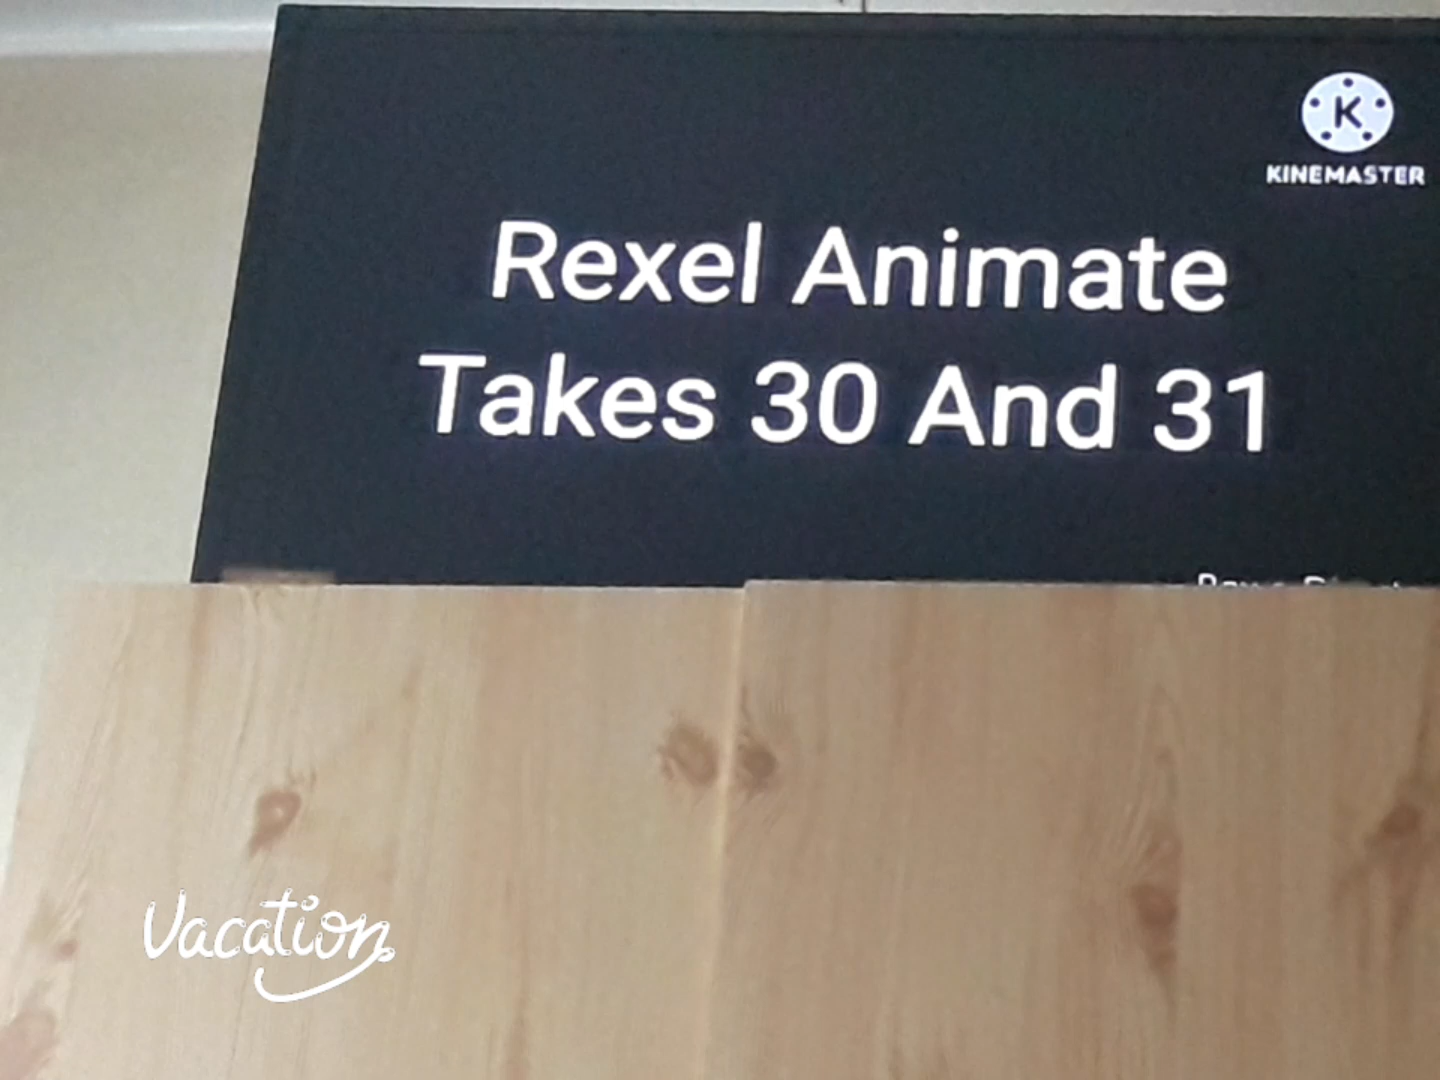 K
KINEMASTER
Rexel Animate
Takes 30 And 31
Vacation